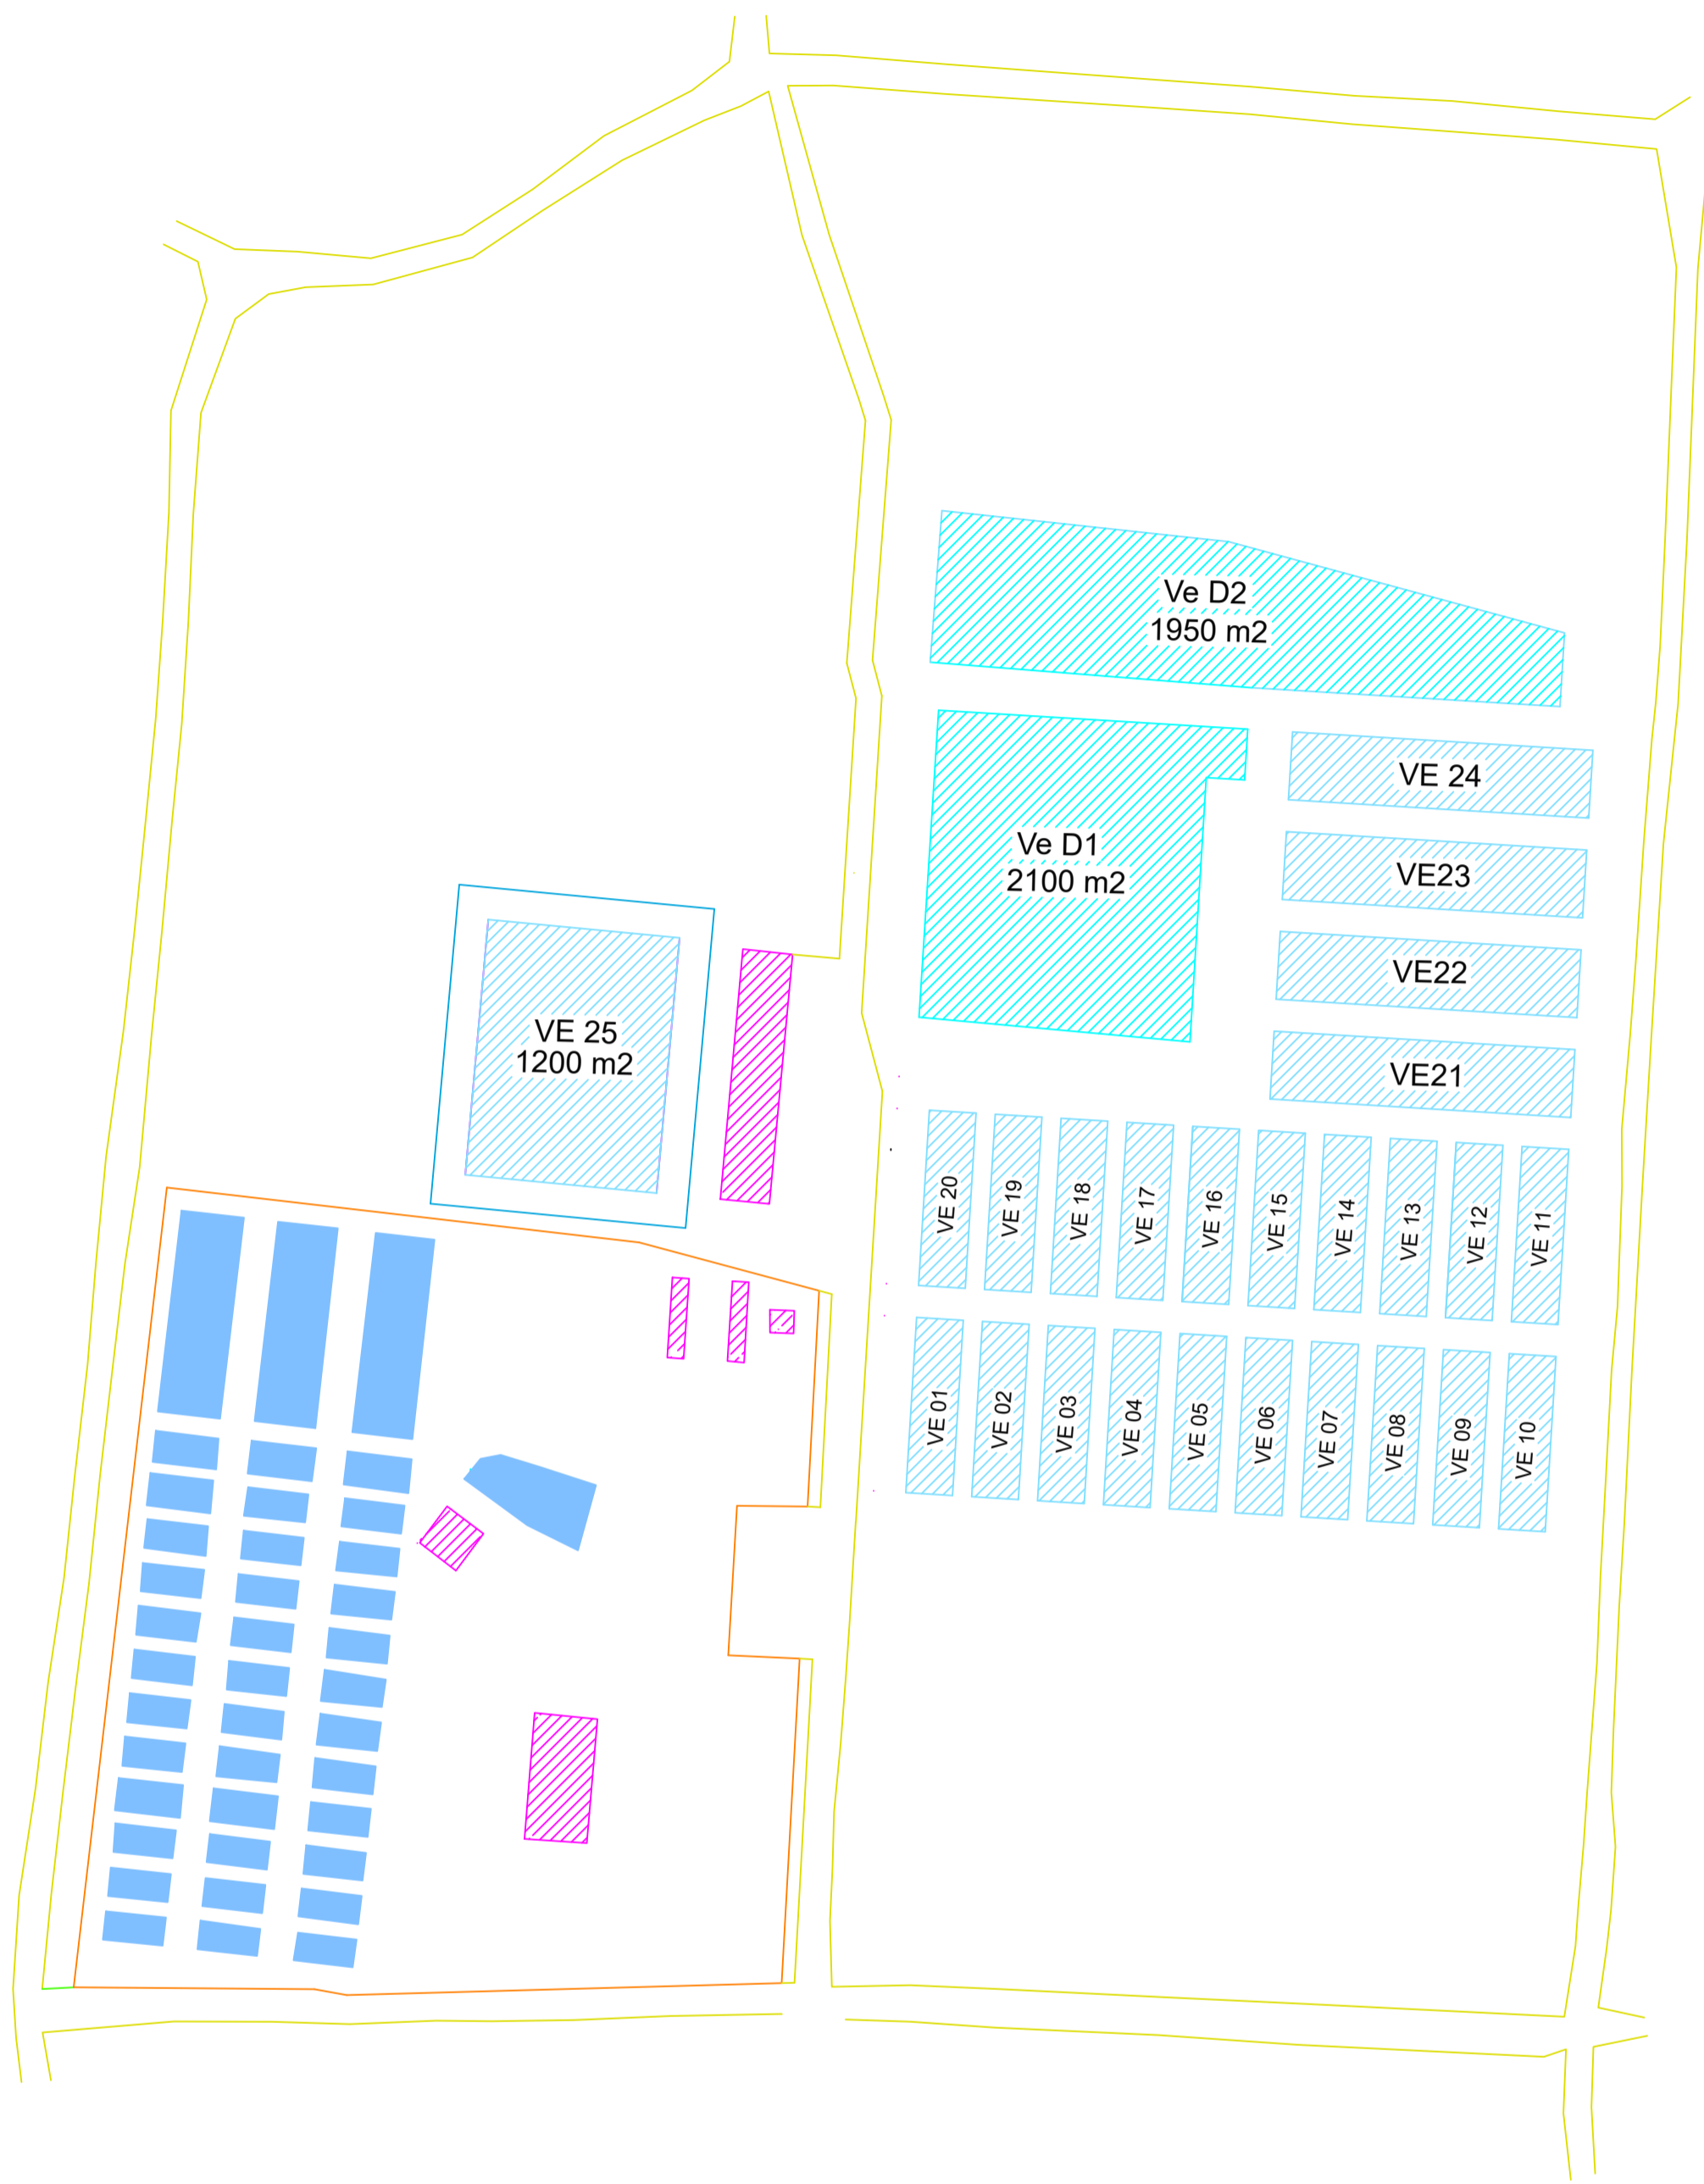 Ve D2
1950 m2
VE 24
Ve D1
2100 m2
VE23
VE22
VE 25
1200 m2
VE21
VE 20
VE 19
VE 18
VE 17
VE 16
VE 15
VE 14
VE 13
VE 12
VE 11
VE 01
VE 02
VE 03
VE 04
VE 05
VE 06
VE 07
VE 08
VE 09
VE 10